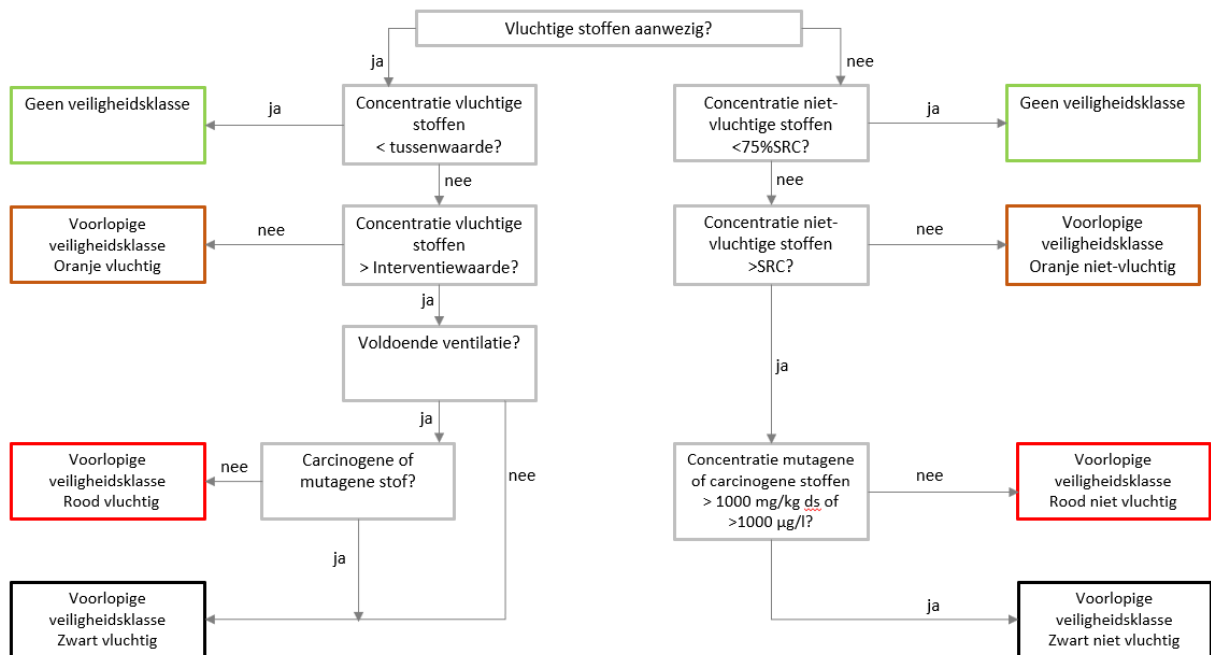 Vluchtige stoffen aanwezig?
ja
nee
Geen veiligheidsklasse
ja
Concentratie vluchtige
stoffen
< tussenwaarde?
Concentratie niet-
vluchtige stoffen
<75%SRC?
ja
Geen veiligheidsklasse
nee
nee
Voorlopige
veiligheidsklasse
Oranje vluchtig
nee
Concentratie vluchtige
stoffen
> Interventiewaarde?
Concentratie niet-
vluchtige stoffen
>SRC?
nee
Voorlopige
veiligheidsklasse
Oranje niet-vluchtig
ja
Voldoende ventilatie?
ja
ja
Voorlopige
veiligheidsklasse
Rood vluchtig
nee
Carcinogene of
mutagene stof?
nee
Concentratie mutagene
of carcinogene stoffen
> 1000 mg/kg ds of
>1000 µg/l?
nee
Voorlopige
veiligheidsklasse
Rood niet vluchtig
ja
Voorlopige
veiligheidsklasse
Zwart vluchtig
ja
Voorlopige
veiligheidsklasse
Zwart niet vluchtig